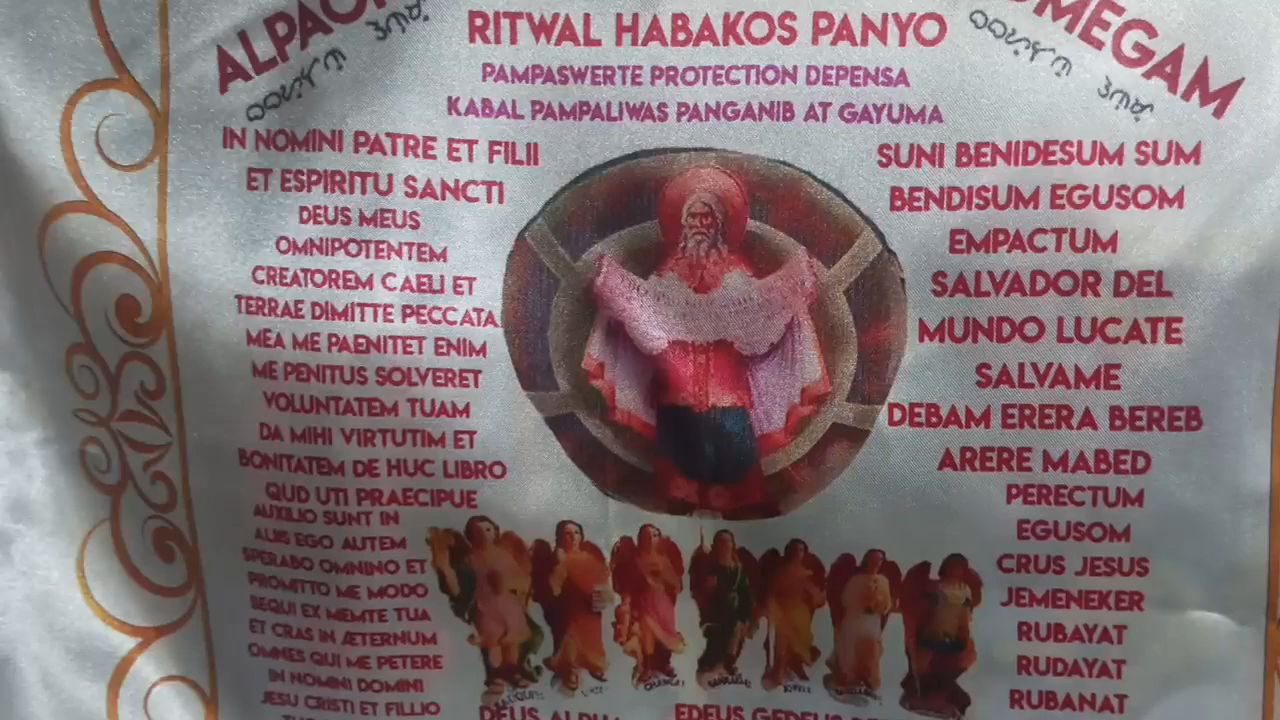 RITWAL HABAKOS PANYO
PAMPASWERTE PROTECTION DEPENSA
KABAL PAMPALIWAS PANGANIB AT GAYUMA
IN NOMINI PATRE ET FILII
ET ESPIRITU SANCTI
DEUS MEUS
OMNIPOTENTEM
CREATOREM CAELI ET
TERRAE DIMITTE PECCATA
MEA ME PAENITET ENIM
ME PENITUS SOLVERET
VOLUNTATEM TUAM
DA MIHI VIRTUTIM ET
BONITATEM DE HUC LIBRO
QUD UTI PRAECIPUE
AUXILIO SUNT IN
ALIIS EGO AUTEM
SPERABO OMNINO ET
PROMITTO ME MODO
SEQUI EX MEMTE TUA
ET CRAS IN ÆTERNUM
OMNES QUI ME PETERE
IN NOMINI DOMINI
JESU CRISTI ET FILLIO
OMEGAM
SUNI BENIDESUM SUM
BENDISUM EGUSOM
EMPACTUM
SALVADOR DEL
MUNDO LUCATE
SALVAME
DEBAM ERERA BEREB
ARERE MABED
PERECTUM
EGUSOM
CRUS JESUS
JEMENEKER
RUBAYAT
RUDAYAT
RUBANAT
DEUS
EDEUS GEDEUS